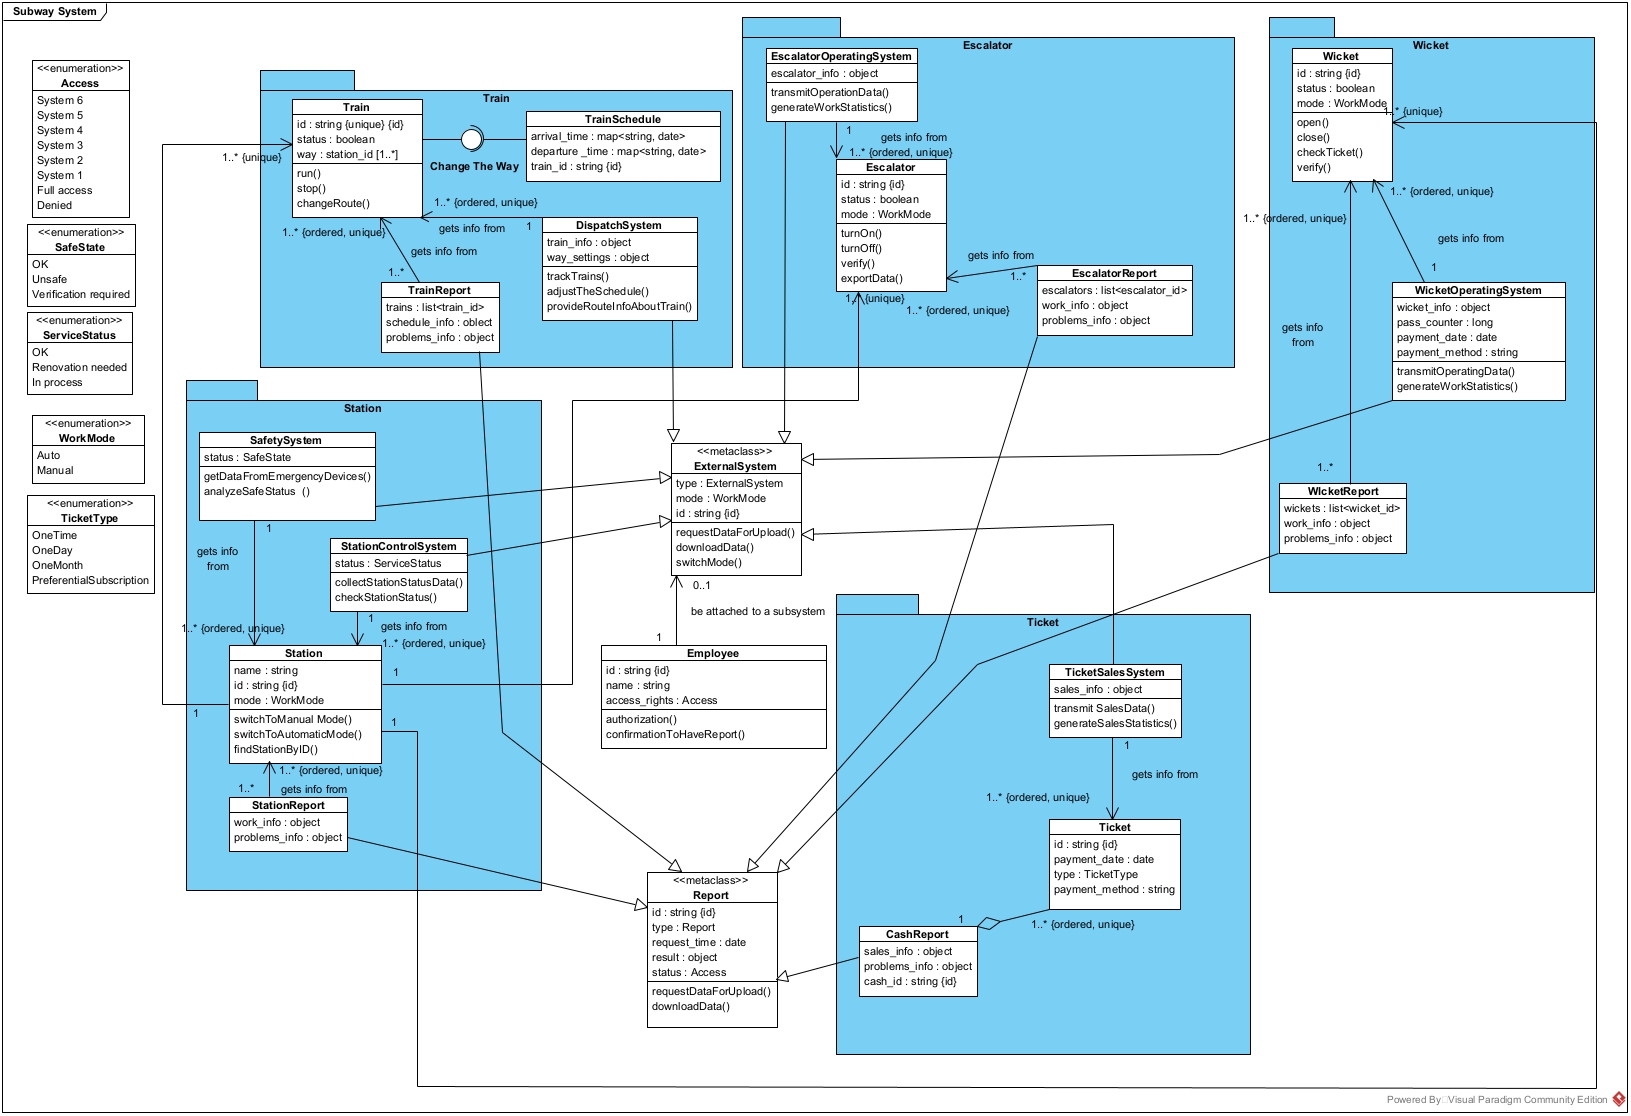 Subway System
<<enumeration>>
Access
System 6
System 5
System 4
System 3
System 2
System 1
Full access
Denied
<<enumeration>>
SafeState
OK
Unsafe
Verification required
<<enumeration>>
ServiceStatus
OK
Renovation needed
In process
<<enumeration>>
WorkMode
Auto
Manual
<<enumeration>>
TicketType
OneTime
OneDay
OneMonth
PreferentialSubscription
Train
Train
id : string {unique} {id}
status : boolean
way : station_id [1..*]
run()
stop()
changeRoute()
1..* {unique}
Change The Way
TrainSchedule
arrival_time : map<string, date>
departure _time : map<string, date>
train_id : string {id}
1..* {ordered, unique}
gets info from
1
DispatchSystem
train_info : object
way_settings : object
trackTrains()
adjustTheSchedule()
provideRouteInfoAboutTrain()
1..* {ordered, unique}
gets info from
1..*
TrainReport
trains : list<train_id>
schedule_info : oblect
problems_info : object
Escalator
EscalatorOperatingSystem
escalator_info : object
transmitOperationData()
generateWorkStatistics()
1
gets info from
1..* {ordered, unique}
Escalator
id : string {id}
status : boolean
mode : WorkMode
turnOn()
turnOff()
verify()
exportData()
1..* {unique}
gets info from
1..*
1..* {ordered, unique}
EscalatorReport
escalators : list<escalator_id>
work_info : object
problems_info : object
Wicket
Wicket
id : string {id}
status : boolean
mode : WorkMode
open()
close()
checkTicket()
verify()
1..* {unique}
1..* {ordered, unique}
1..* {ordered, unique}
gets info from
1
WicketOperatingSystem
wicket_info : object
pass_counter : long
payment_date : date
payment_method : string
transmitOperatingData()
generateWorkStatistics()
gets info
from
1..*
WIcketReport
wickets : list<wicket_id>
work_info : object
problems_info : object
Station
SafetySystem
status : SafeState
getDataFromEmergencyDevices()
analyzeSafeStatus ()
1
gets info
from
1..* {ordered, unique}
StationControlSystem
status : ServiceStatus
collectStationStatusData()
checkStationStatus()
1
gets info from
1..* {ordered, unique}
Station
name : string
id : string {id}
mode : WorkMode
switchToManual Mode()
switchToAutomaticMode()
findStationByID()
1
1
1
1..* {ordered, unique}
1..*
gets info from
StationReport
work_info : object
problems_info : object
<<metaclass>>
ExternalSystem
type : ExternalSystem
mode : WorkMode
id : string {id}
requestDataForUpload()
downloadData()
switchMode()
0..1
be attached to a subsystem
1
Employee
id : string {id}
name : string
access_rights : Access
authorization()
confirmationToHaveReport()
<<metaclass>>
Report
id : string {id}
type : Report
request_time : date
result : object
status : Access
requestDataForUpload()
downloadData()
Ticket
TicketSalesSystem
sales_info : object
transmit SalesData()
generateSalesStatistics()
1
gets info from
1..* {ordered, unique}
Ticket
id : string {id}
payment_date : date
type : TicketType
payment_method : string
1
1..* {ordered, unique}
CashReport
sales_info : object
problems_info : object
cash_id : string {id}
Powered By Visual Paradigm Community Edition